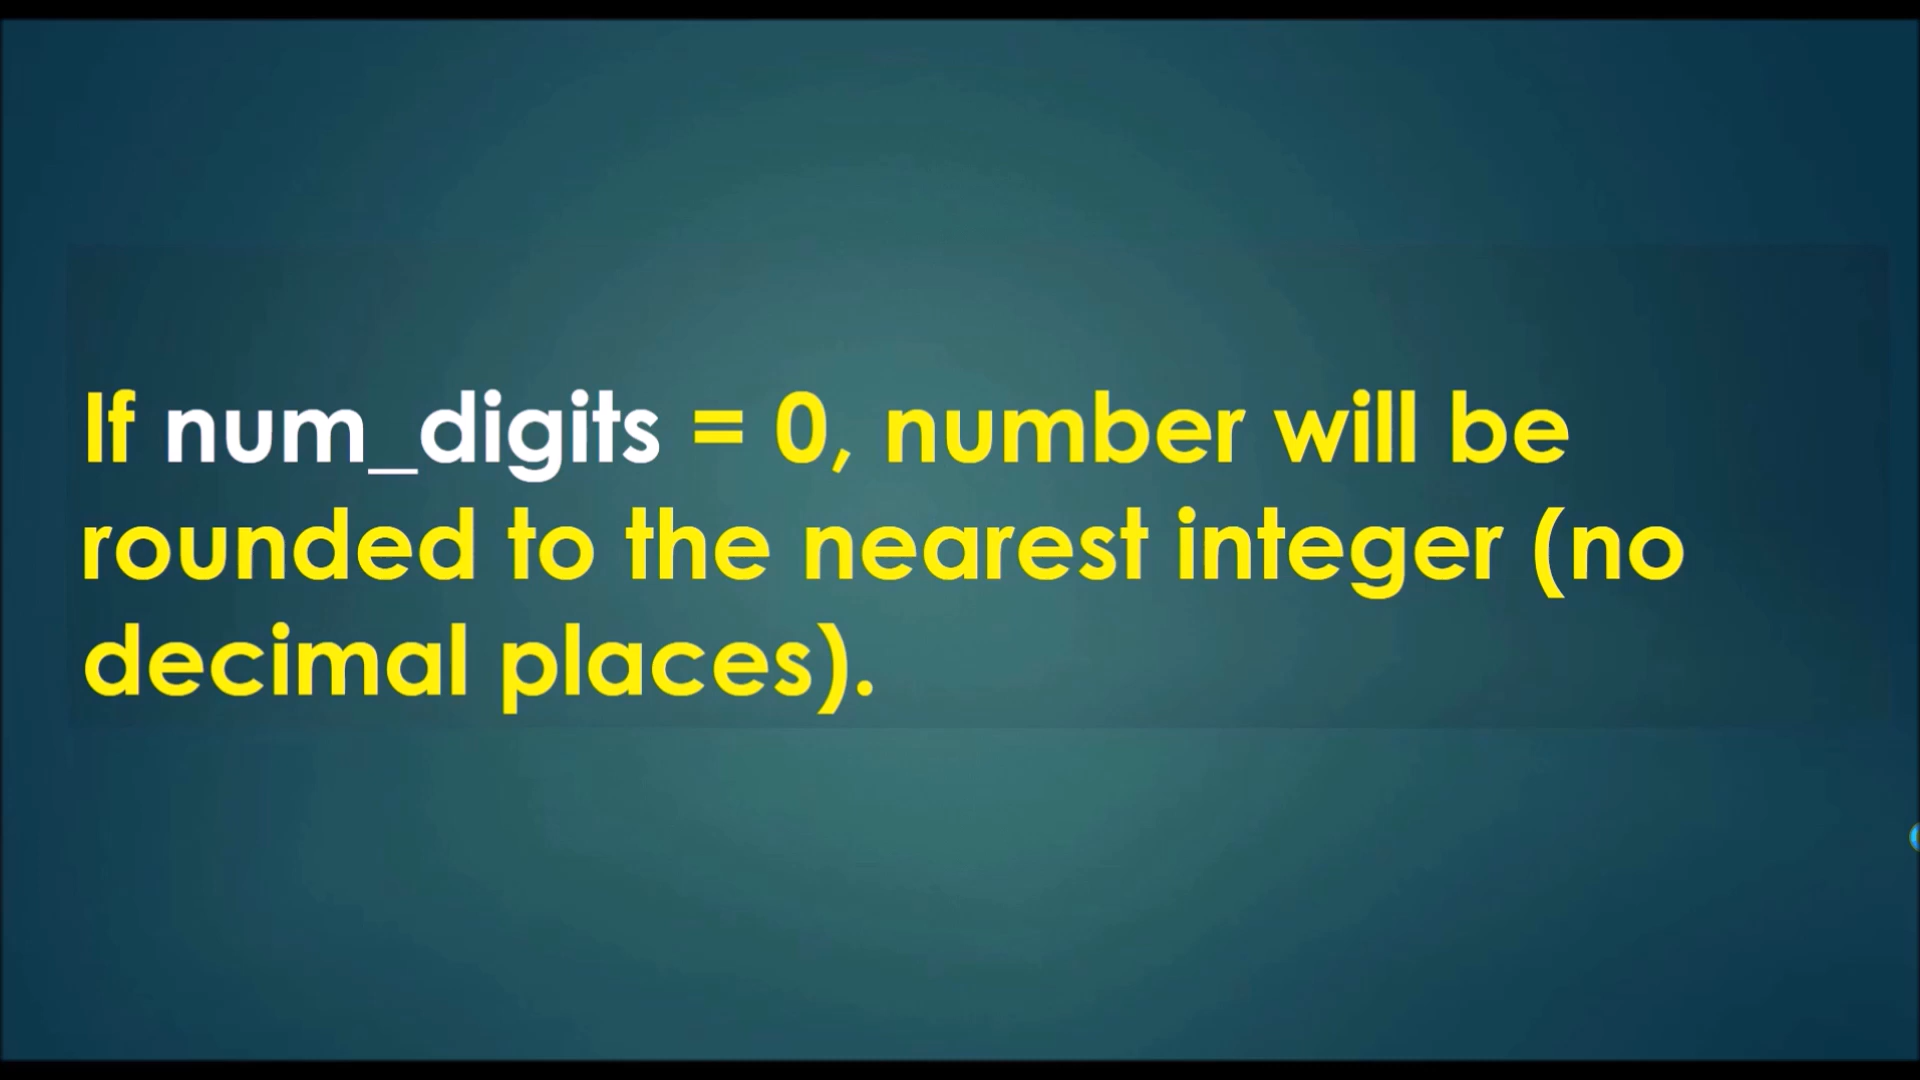 If num_digits = 0, number will be
rounded to the nearest integer (no
decimal places).